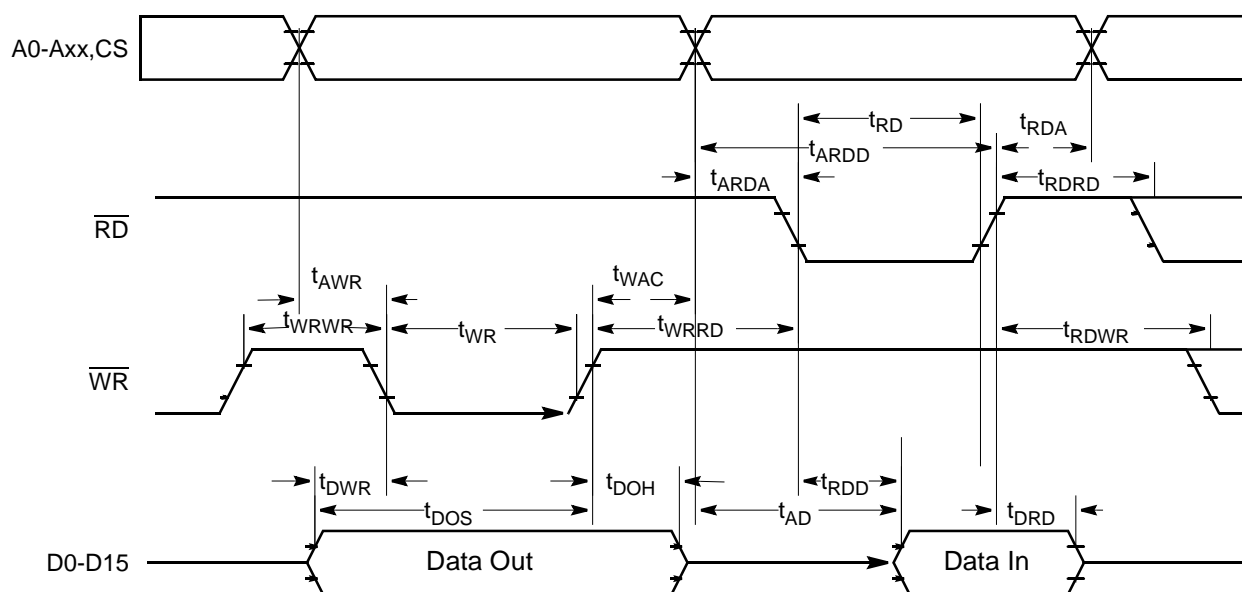 A0-Axx,CS
tRD
tRDA
tARDD
tARDA
tRDRD
RD
tAWR
tWAC
tWRWR
tWR
tWRRD
tRDWR
WR
tDWR
tDOH
tRDD
tDOS
tAD
tDRD
D0-D15
Data Out
Data In